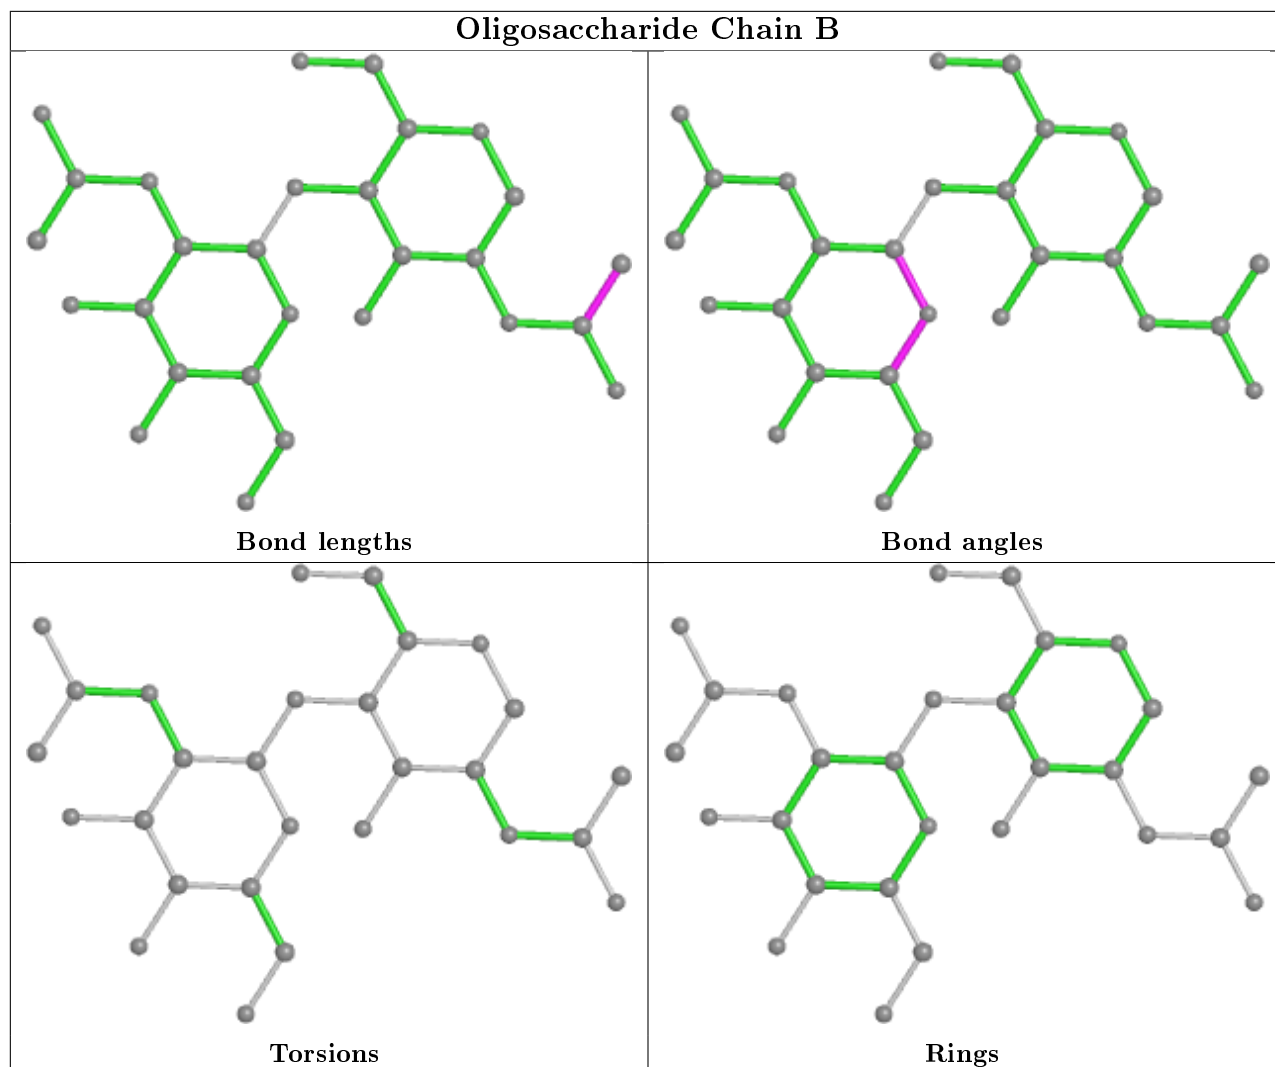 Oligosaccharide Chain B
Bond lengths
Bond angles
Torsions
Rings